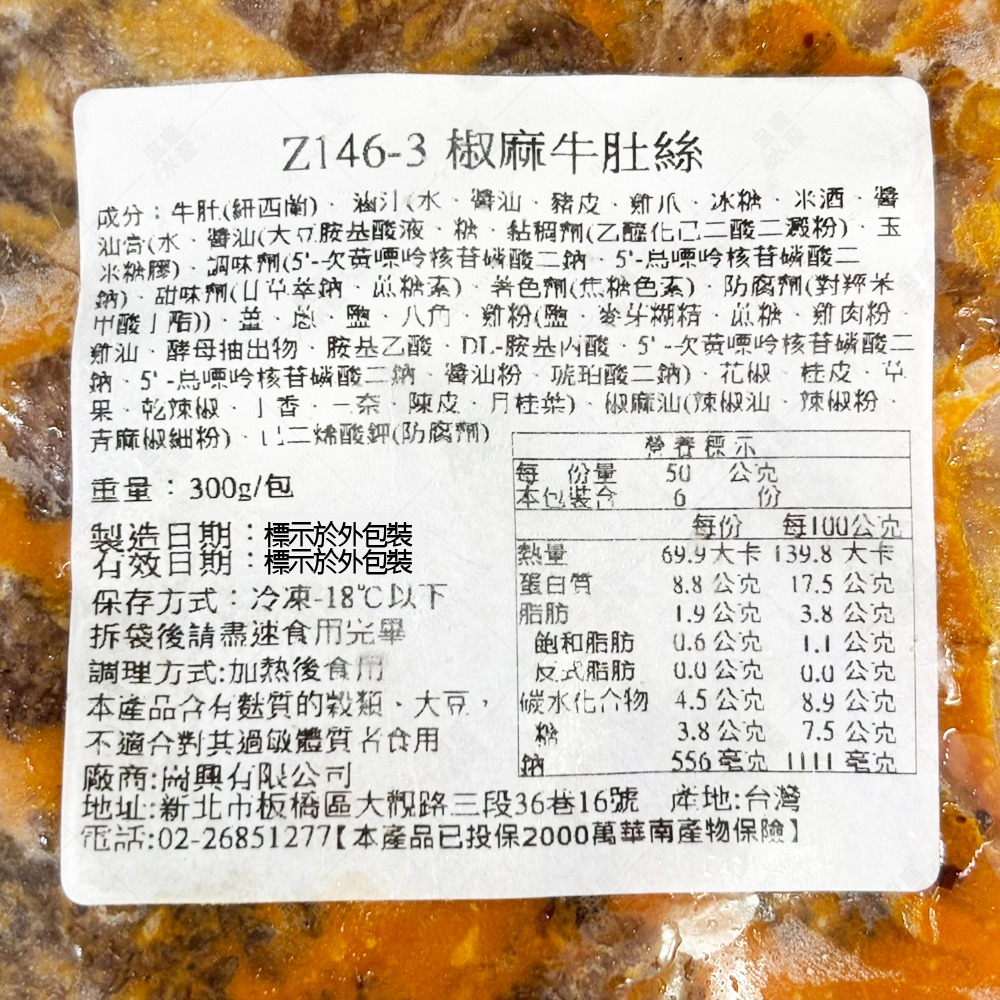 Z146-3 椒麻牛肚絲
成分：牛肚(紐西蘭)、滷汁(水、醬油、豬皮、雞爪、冰糖、米酒、醬
油膏(水、醬油(大豆胺基酸液、糖、黏稠劑(乙醯化己二酸二澱粉)、玉
米糖膠)、調味劑(5'-次黃嘌呤核苷磷酸二鈉、5'-鳥嘌呤核苷磷酸二
鈉)、甜味劑(甘草萃鈉、蔗糖素)、著色劑(焦糖色素)、防腐劑(對羥苯
甲酸丁酯))、薑、蔥、鹽、八角、雞粉(鹽、麥芽糊精、蔗糖、雞肉粉、
雞油、酵母抽出物、胺基乙酸、DL-胺基丙酸、5'-次黃嘌呤核苷磷酸二
鈉、5'-鳥嘌呤核苷磷酸二鈉、醬油粉、琥珀酸二鈉)、花椒、桂皮、草
果、乾辣椒、丁香、三奈、陳皮、月桂葉)、椒麻油(辣椒油、辣椒粉、
青麻椒細粉)、己二烯酸鉀(防腐劑)
重量：300g/包
製造日期：標示於外包裝
有效日期：標示於外包裝
保存方式：冷凍-18℃以下
拆袋後請盡速食用完畢
調理方式:加熱後食用
本產品含有麩質的穀類、大豆，
不適合對其過敏體質者食用
廠商:尚興有限公司
地址:新北市板橋區大觀路三段36巷16號 產地:台灣
電話:02-26851277【本產品已投保2000萬華南產物保險】
營養標示
每一份量 50 公克
本包裝含 6 份
每份 每100公克
熱量 69.9大卡 139.8 大卡
蛋白質 8.8 公克 17.5 公克
脂肪 1.9 公克 3.8 公克
飽和脂肪 0.6 公克 1.1 公克
反式脂肪 0.0 公克 0.0 公克
碳水化合物 4.5 公克 8.9 公克
糖 3.8 公克 7.5 公克
鈉 556 毫克 1111 毫克